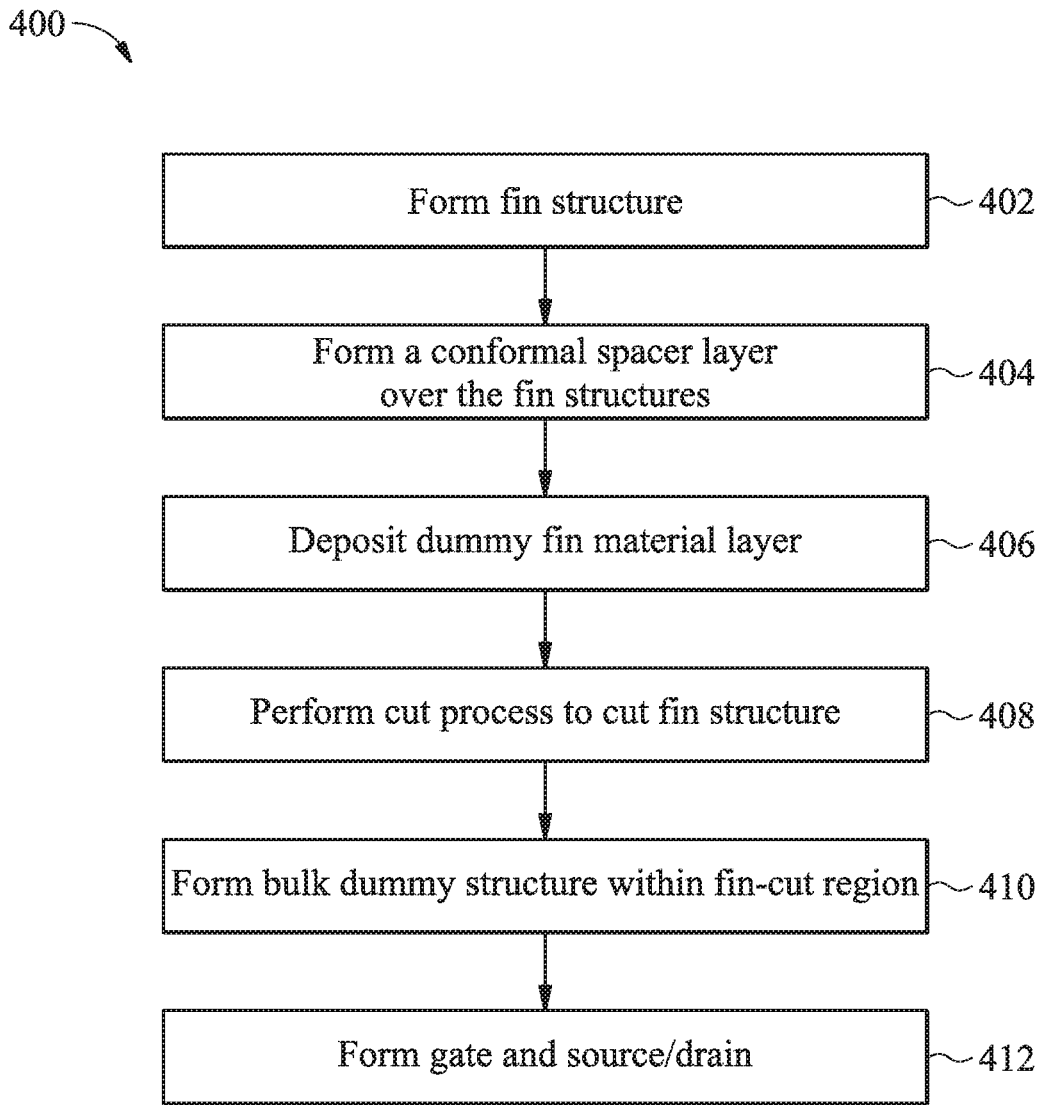 400
Form fin structure
402
Form a conformal spacer layer
over the fin structures
404
Deposit dummy fin material layer
406
Perform cut process to cut fin structure
408
Form bulk dummy structure within fin-cut region
410
Form gate and source/drain
412